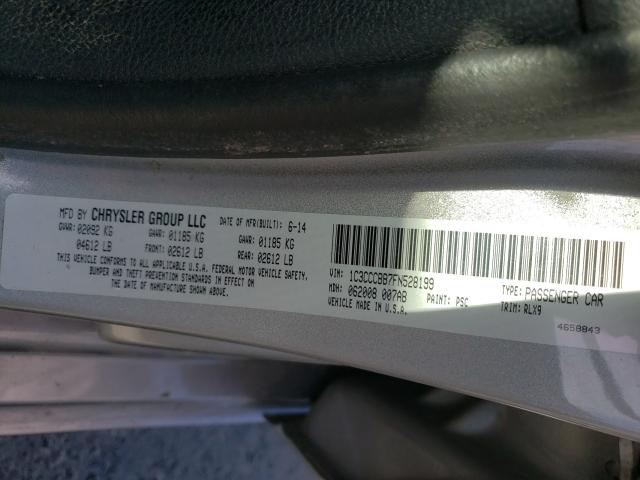 MFD BY CHRYSLER GROUP LLC DATE OF MFR(BUILT): 6-14
GVWR: 02092 KG GAWR: 01185 KG GAWR: 01185 KG
04612 LB FRONT: 02612 LB REAR: 02612 LB
THIS VEHICLE CONFORMS TO ALL APPLICABLE U.S.A. FEDERAL MOTOR VEHICLE SAFETY,
BUMPER AND THEFT PREVENTION STANDARDS IN EFFECT ON
THE DATE OF MANUFACTURE SHOWN ABOVE.
VIN: 1C3CCCBB7FN528199 TYPE: PASSENGER CAR
MDH: 062008 007AB PAINT: PSC TRIM: RLX9
VEHICLE MADE IN U.S.A.
4658843